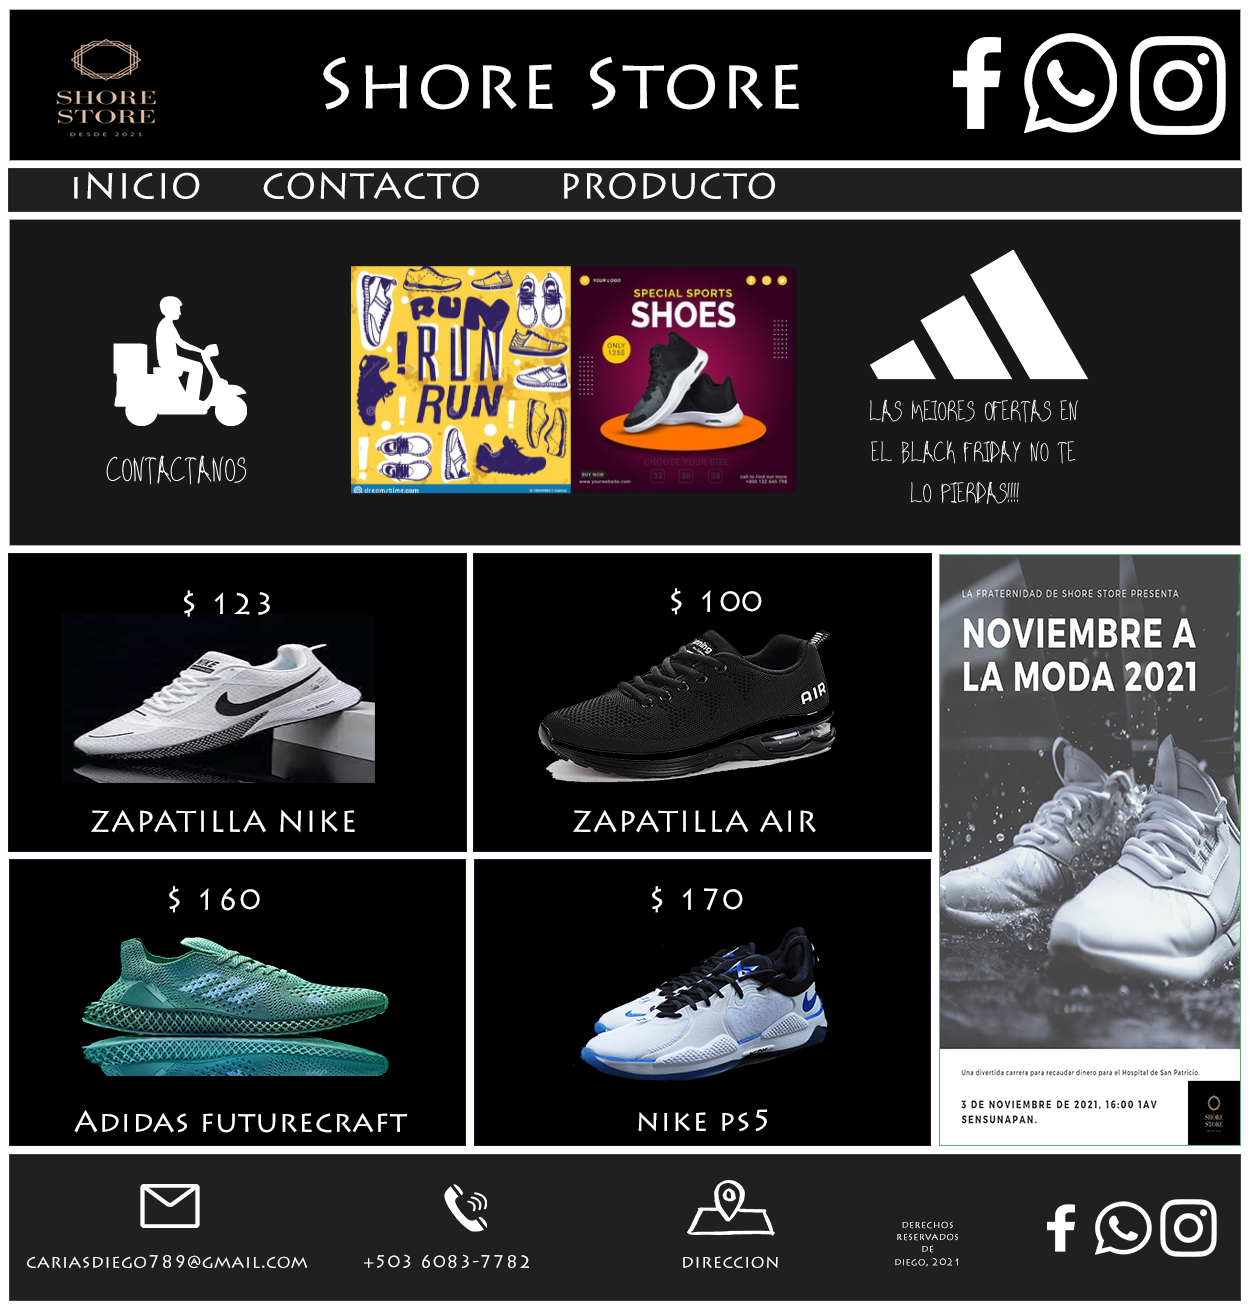 SHORE
STORE
DESDE 2021
SHORE STORE
iNICIO CONTACTO PRODUCTO
CONTACTANOS
RUN
!RUN
RUN
dreamstime.com
YOUR LOGO
SPECIAL SPORTS
SHOES
ONLY
125$
CHOOSE YOUR SIZE
32 36 38
BUY NOW
www.yourwebsite.com
call to find out more
+000 132 645 798
LAS MEJORES OFERTAS EN
EL BLACK FRIDAY NO TE
LO PIERDAS!!!!
$ 123
NIKE
ZAPATILLA NIKE
$ 100
AIR
ZAPATILLA AIR
LA FRATERNIDAD DE SHORE STORE PRESENTA
NOVIEMBRE A
LA MODA 2021
$ 160
ADIDAS FUTURECRAFT
$ 170
NIKE PS5
Una divertida carrera para recaudar dinero para el Hospital de San Patricio.
3 DE NOVIEMBRE DE 2021, 16:00 1AV
SENSUNAPAN.
SHORE
STORE
CARIASDIEGO789@GMAIL.COM
+503 6083-7782
DIRECCION
DERECHOS
RESERVADOS
DE
DIEGO, 2021